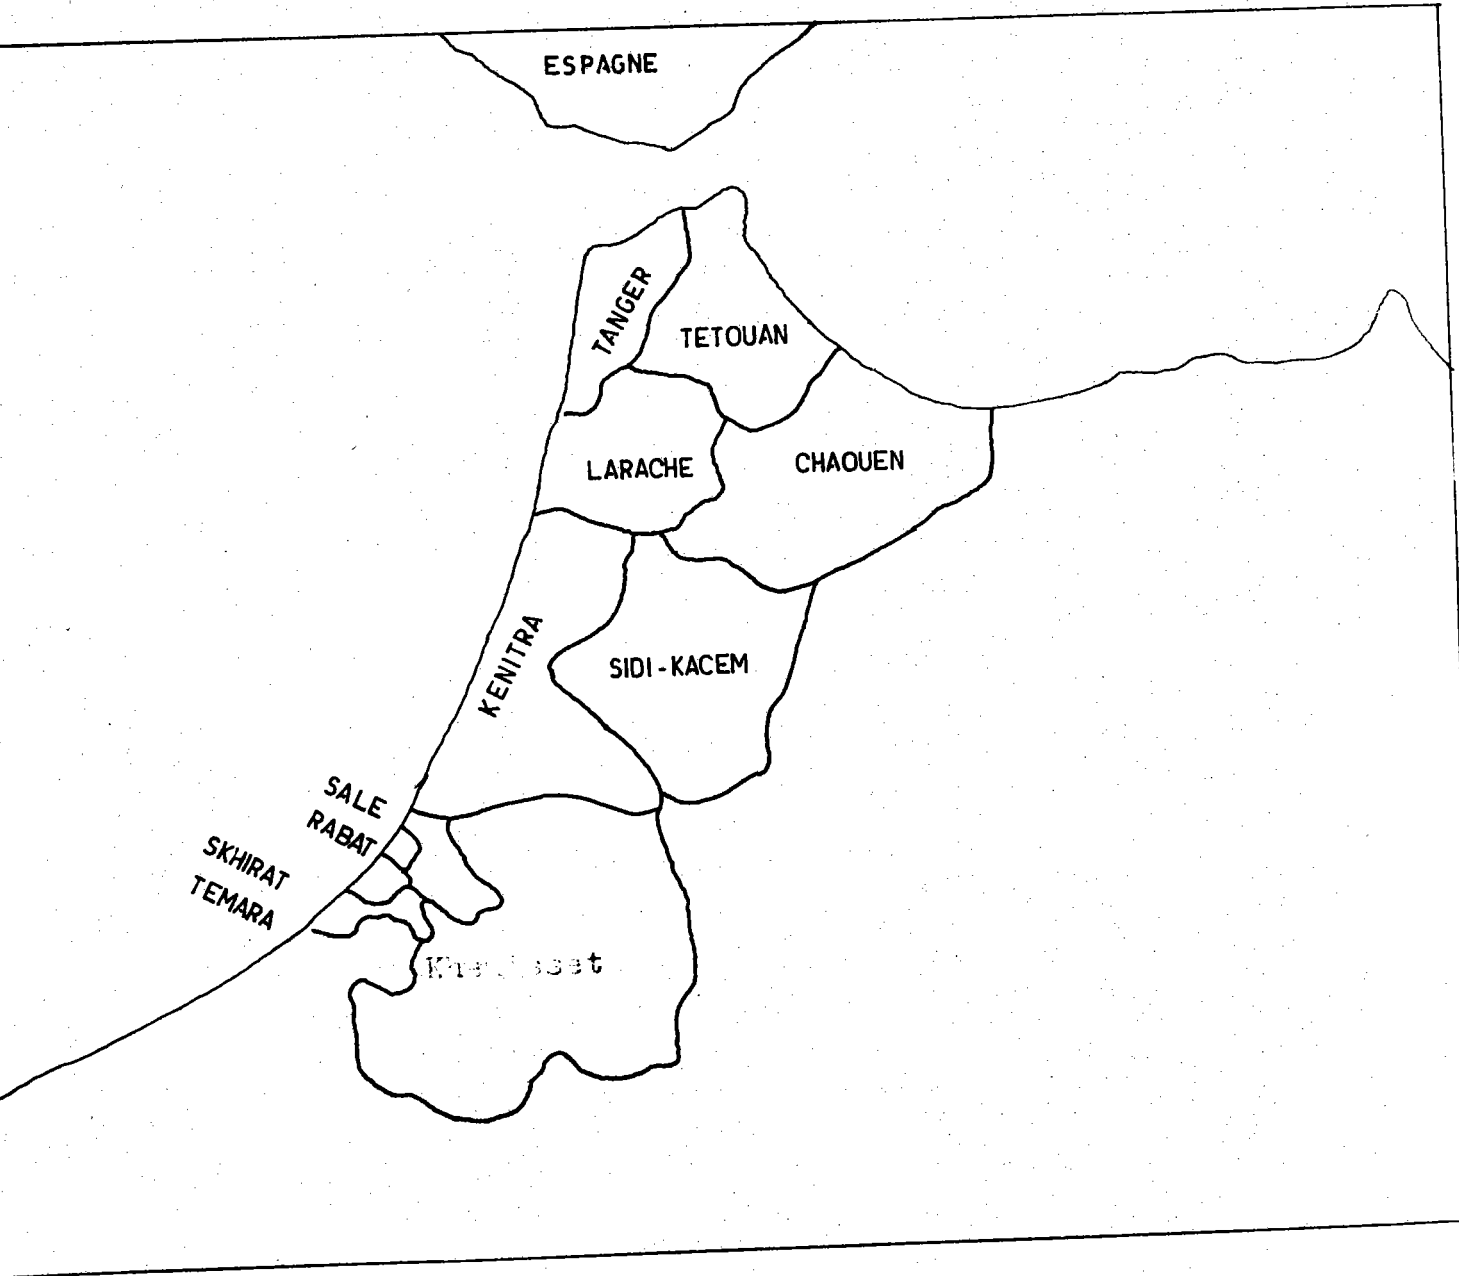 ESPAGNE
TANGER
TETOUAN
LARACHE
CHAOUEN
KENITRA
SIDI-KACEM
SALE
RABAT
SKHIRAT
TEMARA